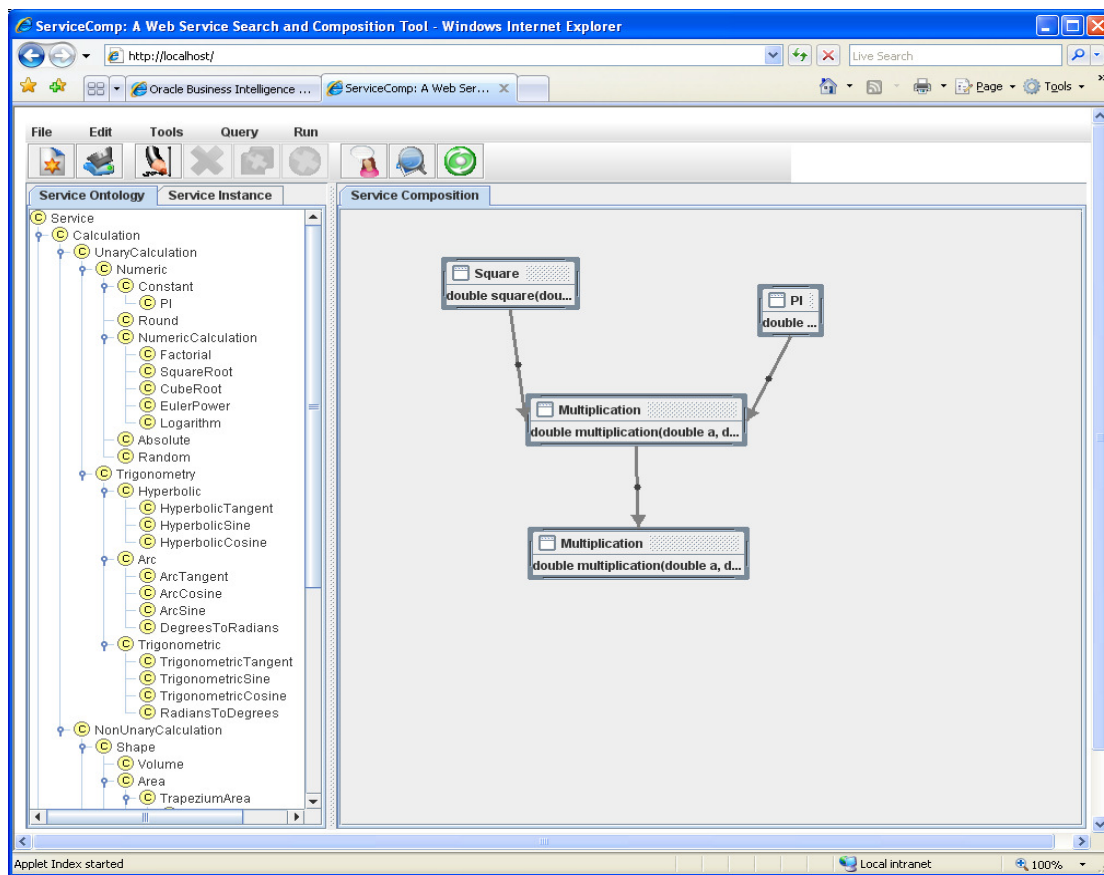 ServiceComp: A Web Service Search and Composition Tool - Windows Internet Explorer
http://localhost/
Live Search
Oracle Business Intelligence ...
ServiceComp: A Web Ser...
Page
Tools
File Edit Tools Query Run
Service Ontology Service Instance
Service Composition
Service
Calculation
UnaryCalculation
Numeric
Constant
PI
Round
NumericCalculation
Factorial
SquareRoot
CubeRoot
EulerPower
Logarithm
Absolute
Random
Trigonometry
Hyperbolic
HyperbolicTangent
HyperbolicSine
HyperbolicCosine
Arc
ArcTangent
ArcCosine
ArcSine
DegreesToRadians
Trigonometric
TrigonometricTangent
TrigonometricSine
TrigonometricCosine
RadiansToDegrees
NonUnaryCalculation
Shape
Volume
Area
TrapeziumArea
Square
double square(dou...
PI
double ...
Multiplication
double multiplication(double a, d...
Multiplication
double multiplication(double a, d...
Applet Index started
Local intranet
100%